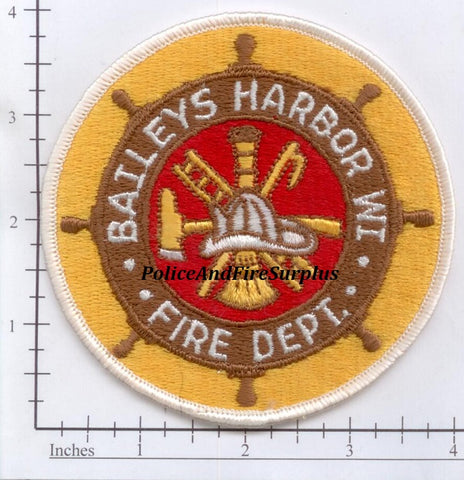 BAILEYS HARBOR WI
FIRE DEPT.
PoliceAndFireSurplus
4
3
2
1
Inches 1 2 3 4